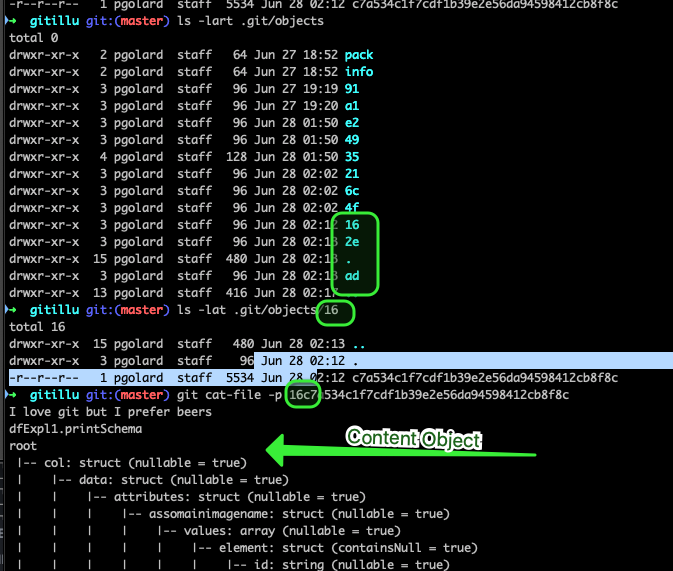 -r--r--r-- 1 pgolard staff 5534 Jun 28 02:12 c7a534c1f7cdf1b39e2e56da94598412cb8f8c
→ gitillu git:(master) ls -lart .git/objects
total 0
drwxr-xr-x 2 pgolard staff 64 Jun 27 18:52 pack
drwxr-xr-x 2 pgolard staff 64 Jun 27 18:52 info
drwxr-xr-x 3 pgolard staff 96 Jun 27 19:19 91
drwxr-xr-x 3 pgolard staff 96 Jun 27 19:20 a1
drwxr-xr-x 3 pgolard staff 96 Jun 28 01:50 e2
drwxr-xr-x 3 pgolard staff 96 Jun 28 01:50 49
drwxr-xr-x 4 pgolard staff 128 Jun 28 01:50 35
drwxr-xr-x 3 pgolard staff 96 Jun 28 02:02 21
drwxr-xr-x 3 pgolard staff 96 Jun 28 02:02 6c
drwxr-xr-x 3 pgolard staff 96 Jun 28 02:02 4f
drwxr-xr-x 3 pgolard staff 96 Jun 28 02:12 16
drwxr-xr-x 3 pgolard staff 96 Jun 28 02:13 2e
drwxr-xr-x 15 pgolard staff 480 Jun 28 02:13 .
drwxr-xr-x 3 pgolard staff 96 Jun 28 02:13 ad
drwxr-xr-x 13 pgolard staff 416 Jun 28 02:17 ..
→ gitillu git:(master) ls -lat .git/objects/16
total 16
drwxr-xr-x 15 pgolard staff 480 Jun 28 02:13 ..
drwxr-xr-x 3 pgolard staff 96 Jun 28 02:12 .
-r--r--r-- 1 pgolard staff 5534 Jun 28 02:12 c7a534c1f7cdf1b39e2e56da94598412cb8f8c
→ gitillu git:(master) git cat-file -p 16c7a534c1f7cdf1b39e2e56da94598412cb8f8c
I love git but I prefer beers
dfExpl1.printSchema
Content Object
root
|-- col: struct (nullable = true)
| |-- data: struct (nullable = true)
| | |-- attributes: struct (nullable = true)
| | | |-- assomainimagename: struct (nullable = true)
| | | | |-- values: array (nullable = true)
| | | | | |-- element: struct (containsNull = true)
| | | | | | |-- id: string (nullable = true)